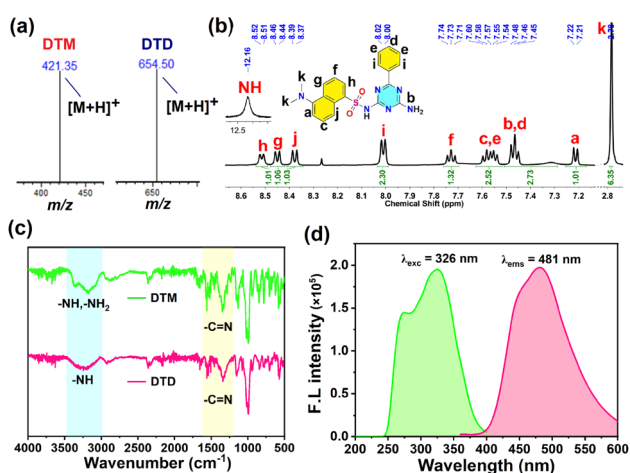 (a)
DTM
421.35
[M+H]+
400 450
m/z
DTD
654.50
[M+H]+
656
m/z
(b)
8.52
8.51
8.46
8.44
8.39
8.37
8.02
8.00
7.74
7.73
7.71
7.60
7.58
7.57
7.55
7.54
7.48
7.46
7.45
7.22
7.21
k
12.16
NH
12.5
k
k
N
g
f
h
a
c
j
O
S
O
NH
d
e
e
i
i
N
N
N
b
NH2
h
g
j
i
f
c,e
b,d
a
1.01
1.06
1.03
2.30
1.32
2.52
2.73
1.01
6.35
8.6 8.5 8.4 8.3 8.2 8.1 8.0 7.9 7.8 7.7 7.6 7.5 7.4 7.3 7.2 2.8
Chemical Shift (ppm)
(c)
-NH,-NH2
DTM
-C=N
-NH
DTD
-C=N
4000 3500 3000 2500 2000 1500 1000 500
Wavenumber (cm-1)
(d)
λexc = 326 nm
λems = 481 nm
F.L intensity (×10⁵)
2.0
1.5
1.0
0.5
0.0
200 250 300 350 400 450 500 550 600
Wavelength (nm)